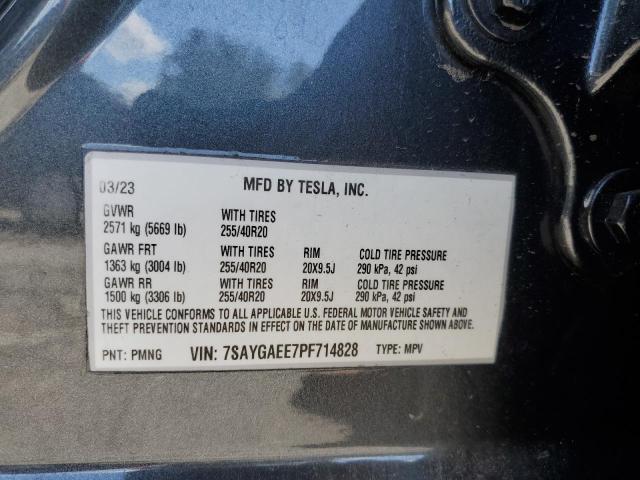 03/23 MFD BY TESLA, INC.
GVWR WITH TIRES
2571 kg (5669 lb) 255/40R20
GAWR FRT WITH TIRES RIM COLD TIRE PRESSURE
1363 kg (3004 lb) 255/40R20 20X9.5J 290 kPa, 42 psi
GAWR RR WITH TIRES RIM COLD TIRE PRESSURE
1500 kg (3306 lb) 255/40R20 20X9.5J 290 kPa, 42 psi
THIS VEHICLE CONFORMS TO ALL APPLICABLE U.S. FEDERAL MOTOR VEHICLE SAFETY AND
THEFT PREVENTION STANDARDS IN EFFECT ON THE DATE OF MANUFACTURE SHOWN ABOVE.
PNT: PMNG VIN: 7SAYGAEE7PF714828 TYPE: MPV